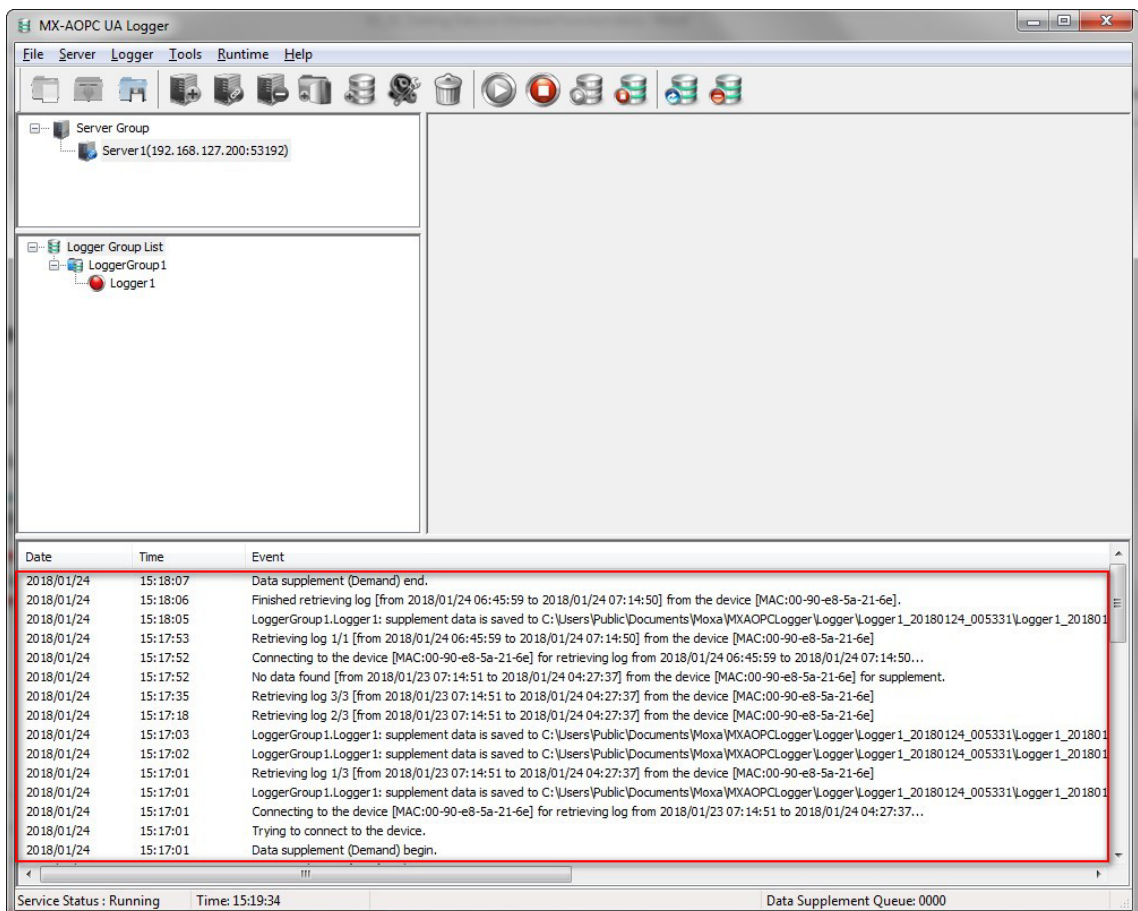 MX-AOPC UA Logger
File Server Logger Tools Runtime Help
Server Group
Server1(192.168.127.200:53192)
Logger Group List
LoggerGroup1
Logger1
Date Time Event
2018/01/24 15:18:07 Data supplement (Demand) end.
2018/01/24 15:18:06 Finished retrieving log [from 2018/01/24 06:45:59 to 2018/01/24 07:14:50] from the device [MAC:00-90-e8-5a-21-6e].
2018/01/24 15:18:05 LoggerGroup1.Logger1: supplement data is saved to C:\Users\Public\Documents\Moxa\MXAOPCLogger\Logger\Logger1_20180124_005331\Logger1_201801
2018/01/24 15:17:53 Retrieving log 1/1 [from 2018/01/24 06:45:59 to 2018/01/24 07:14:50] from the device [MAC:00-90-e8-5a-21-6e]
2018/01/24 15:17:52 Connecting to the device [MAC:00-90-e8-5a-21-6e] for retrieving log from 2018/01/24 06:45:59 to 2018/01/24 07:14:50...
2018/01/24 15:17:52 No data found [from 2018/01/23 07:14:51 to 2018/01/24 04:27:37] from the device [MAC:00-90-e8-5a-21-6e] for supplement.
2018/01/24 15:17:35 Retrieving log 3/3 [from 2018/01/23 07:14:51 to 2018/01/24 04:27:37] from the device [MAC:00-90-e8-5a-21-6e]
2018/01/24 15:17:18 Retrieving log 2/3 [from 2018/01/23 07:14:51 to 2018/01/24 04:27:37] from the device [MAC:00-90-e8-5a-21-6e]
2018/01/24 15:17:03 LoggerGroup1.Logger1: supplement data is saved to C:\Users\Public\Documents\Moxa\MXAOPCLogger\Logger\Logger1_20180124_005331\Logger1_201801
2018/01/24 15:17:02 LoggerGroup1.Logger1: supplement data is saved to C:\Users\Public\Documents\Moxa\MXAOPCLogger\Logger\Logger1_20180124_005331\Logger1_201801
2018/01/24 15:17:01 Retrieving log 1/3 [from 2018/01/23 07:14:51 to 2018/01/24 04:27:37] from the device [MAC:00-90-e8-5a-21-6e]
2018/01/24 15:17:01 LoggerGroup1.Logger1: supplement data is saved to C:\Users\Public\Documents\Moxa\MXAOPCLogger\Logger\Logger1_20180124_005331\Logger1_201801
2018/01/24 15:17:01 Connecting to the device [MAC:00-90-e8-5a-21-6e] for retrieving log from 2018/01/23 07:14:51 to 2018/01/24 04:27:37...
2018/01/24 15:17:01 Trying to connect to the device.
2018/01/24 15:17:01 Data supplement (Demand) begin.
Service Status : Running Time: 15:19:34 Data Supplement Queue: 0000